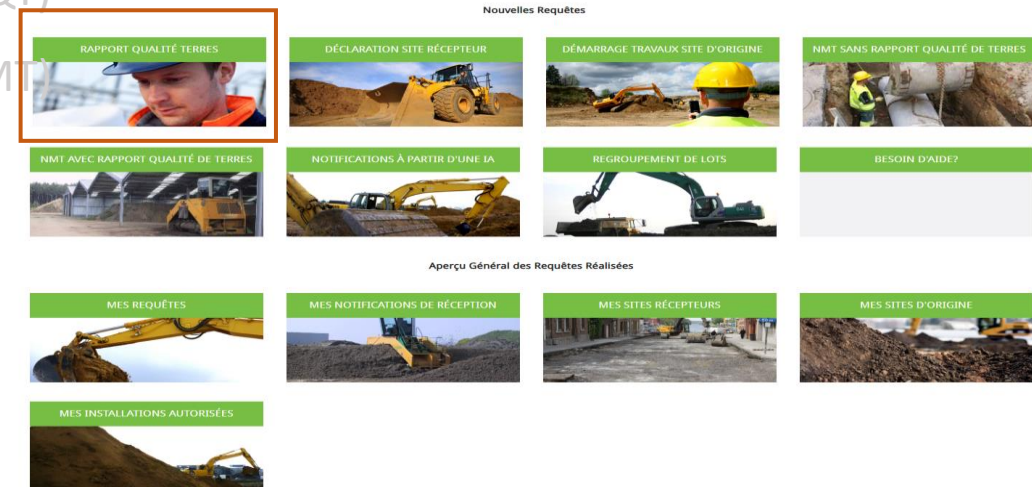 Nouvelles Requêtes
RAPPORT QUALITÉ TERRES
DÉCLARATION SITE RÉCEPTEUR
DÉMARRAGE TRAVAUX SITE D'ORIGINE
NMT SANS RAPPORT QUALITÉ DE TERRES
NMT AVEC RAPPORT QUALITÉ DE TERRES
NOTIFICATIONS À PARTIR D'UNE IA
REGROUPEMENT DE LOTS
BESOIN D'AIDE?
Aperçu Général des Requêtes Réalisées
MES REQUÊTES
MES NOTIFICATIONS DE RÉCEPTION
MES SITES RÉCEPTEURS
MES SITES D'ORIGINE
MES INSTALLATIONS AUTORISÉES